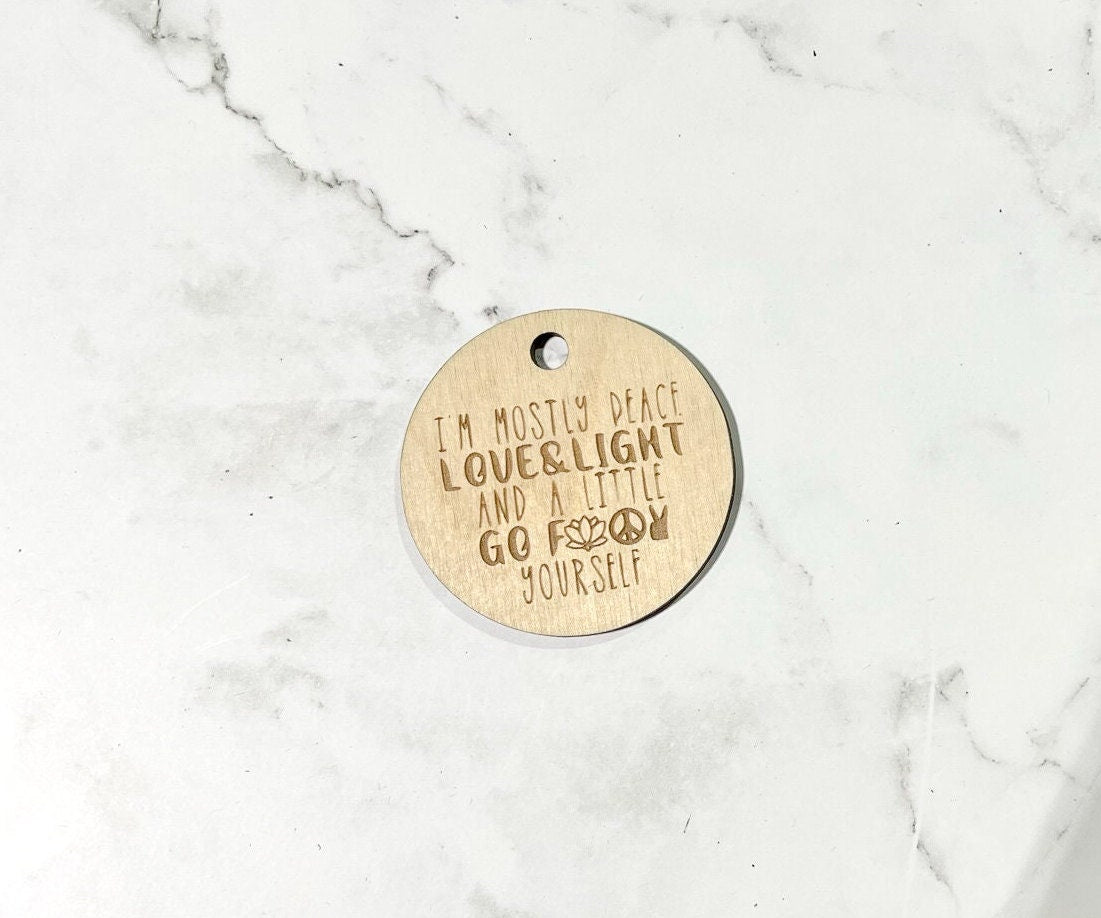 I'M MOSTLY PEACE
LOVE&LIGHT
AND A LITTLE
GO F🪷☮✌
YOURSELF